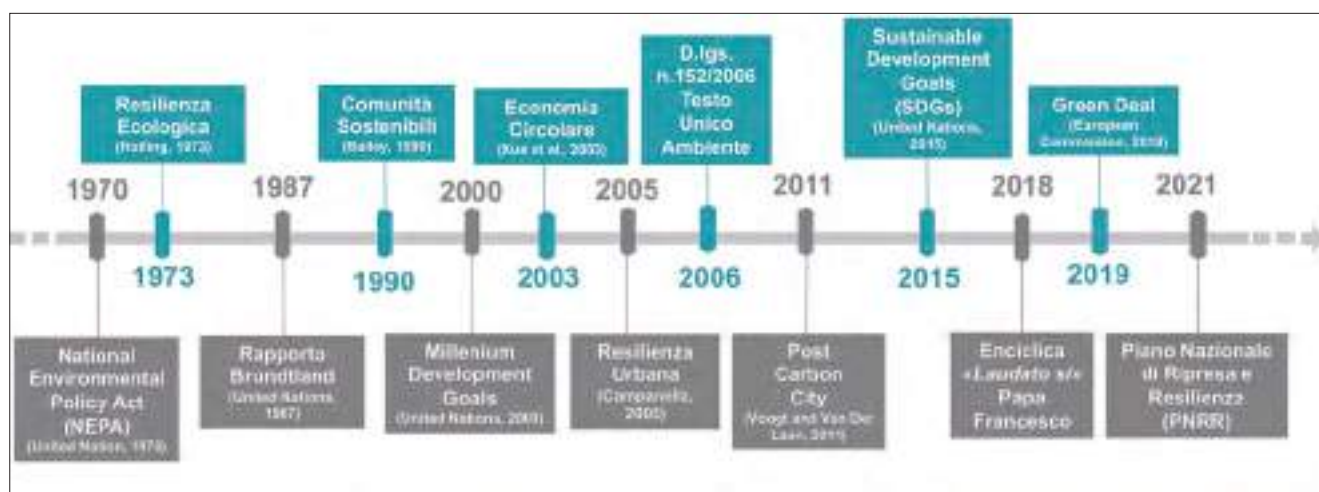 Resilienza
Ecologica
(Holling, 1973)
Comunità
Sostenibili
(Bailey, 1990)
Economia
Circolare
(Xue et al., 2003)
D.lgs.
n.152/2006
Testo
Unico
Ambiente
Sustainable
Development
Goals
(SDGs)
(United Nations,
2015)
Green Deal
(European
Commission, 2019)
1970
1987
2000
2005
2011
2018
2021
1973
1990
2003
2006
2015
2019
National
Environmental
Policy Act
(NEPA)
(United Nation, 1970)
Rapporto
Brundtland
(United Nations,
1987)
Millenium
Development
Goals
(United Nations, 2000)
Resilienza
Urbana
(Campanella,
2005)
Post
Carbon
City
(Voogt and Van Der
Laan, 2011)
Enciclica
«Laudato si»
Papa
Francesco
Piano Nazionale
di Ripresa e
Resilienza
(PNRR)